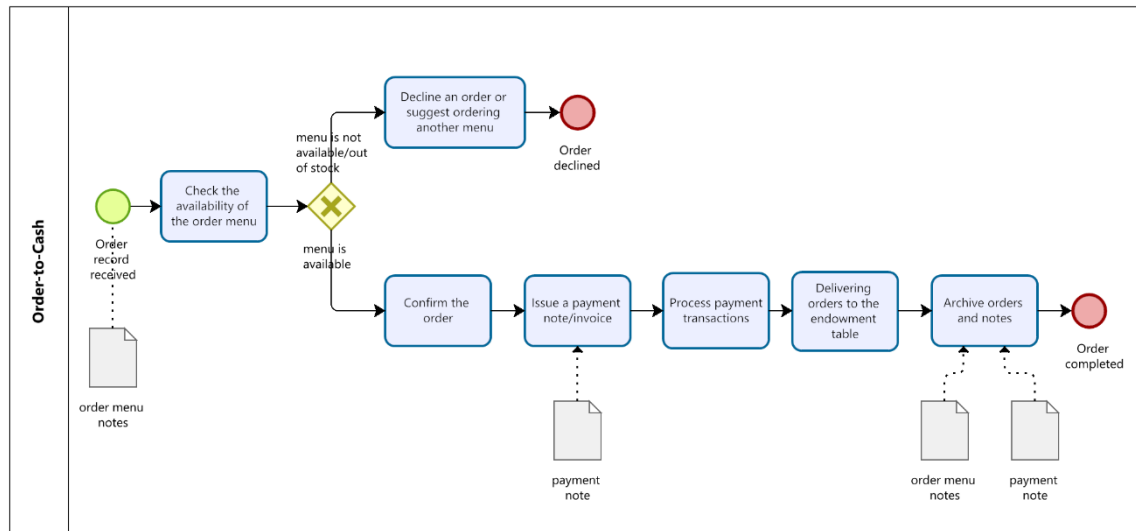 Order-to-Cash
Order
record
received
order menu
notes
Check the
availability of
the order menu
menu is not
available/out
of stock
menu is
available
Decline an order or
suggest ordering
another menu
Order
declined
Confirm the
order
Issue a payment
note/invoice
payment
note
Process payment
transactions
Delivering
orders to the
endowment
table
Archive orders
and notes
order menu
notes
payment
note
Order
completed